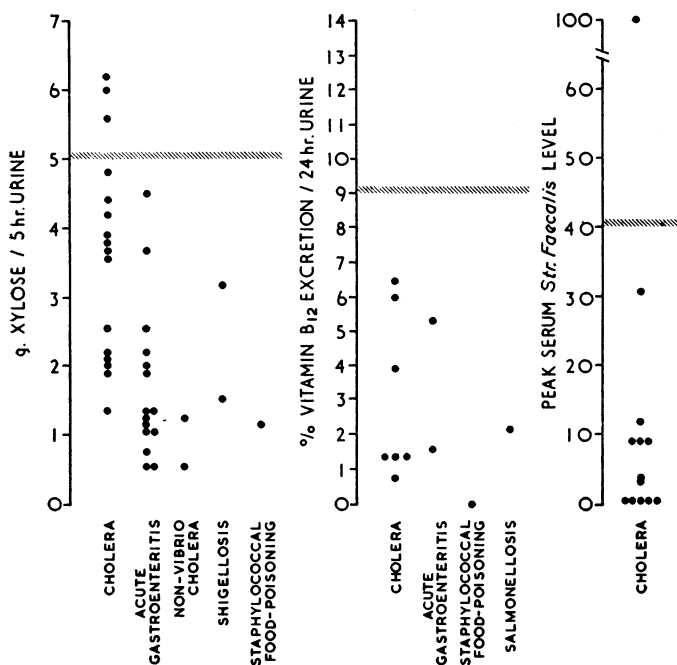 g. XYLOSE / 5 hr. URINE
7
6
5
4
3
2
1
0
CHOLERA
ACUTE
GASTROENTERITIS
NON-VIBRIO
CHOLERA
SHIGELLOSIS
STAPHYLOCOCCAL
FOOD-POISONING
% VITAMIN B12 EXCRETION / 24 hr. URINE
14
13
12
11
10
9
8
7
6
5
4
3
2
1
0
CHOLERA
ACUTE
GASTROENTERITIS
STAPHYLOCOCCAL
FOOD-POISONING
SALMONELLOSIS
PEAK SERUM Str. Faecalis LEVEL
100
60
50
40
30
20
10
0
CHOLERA